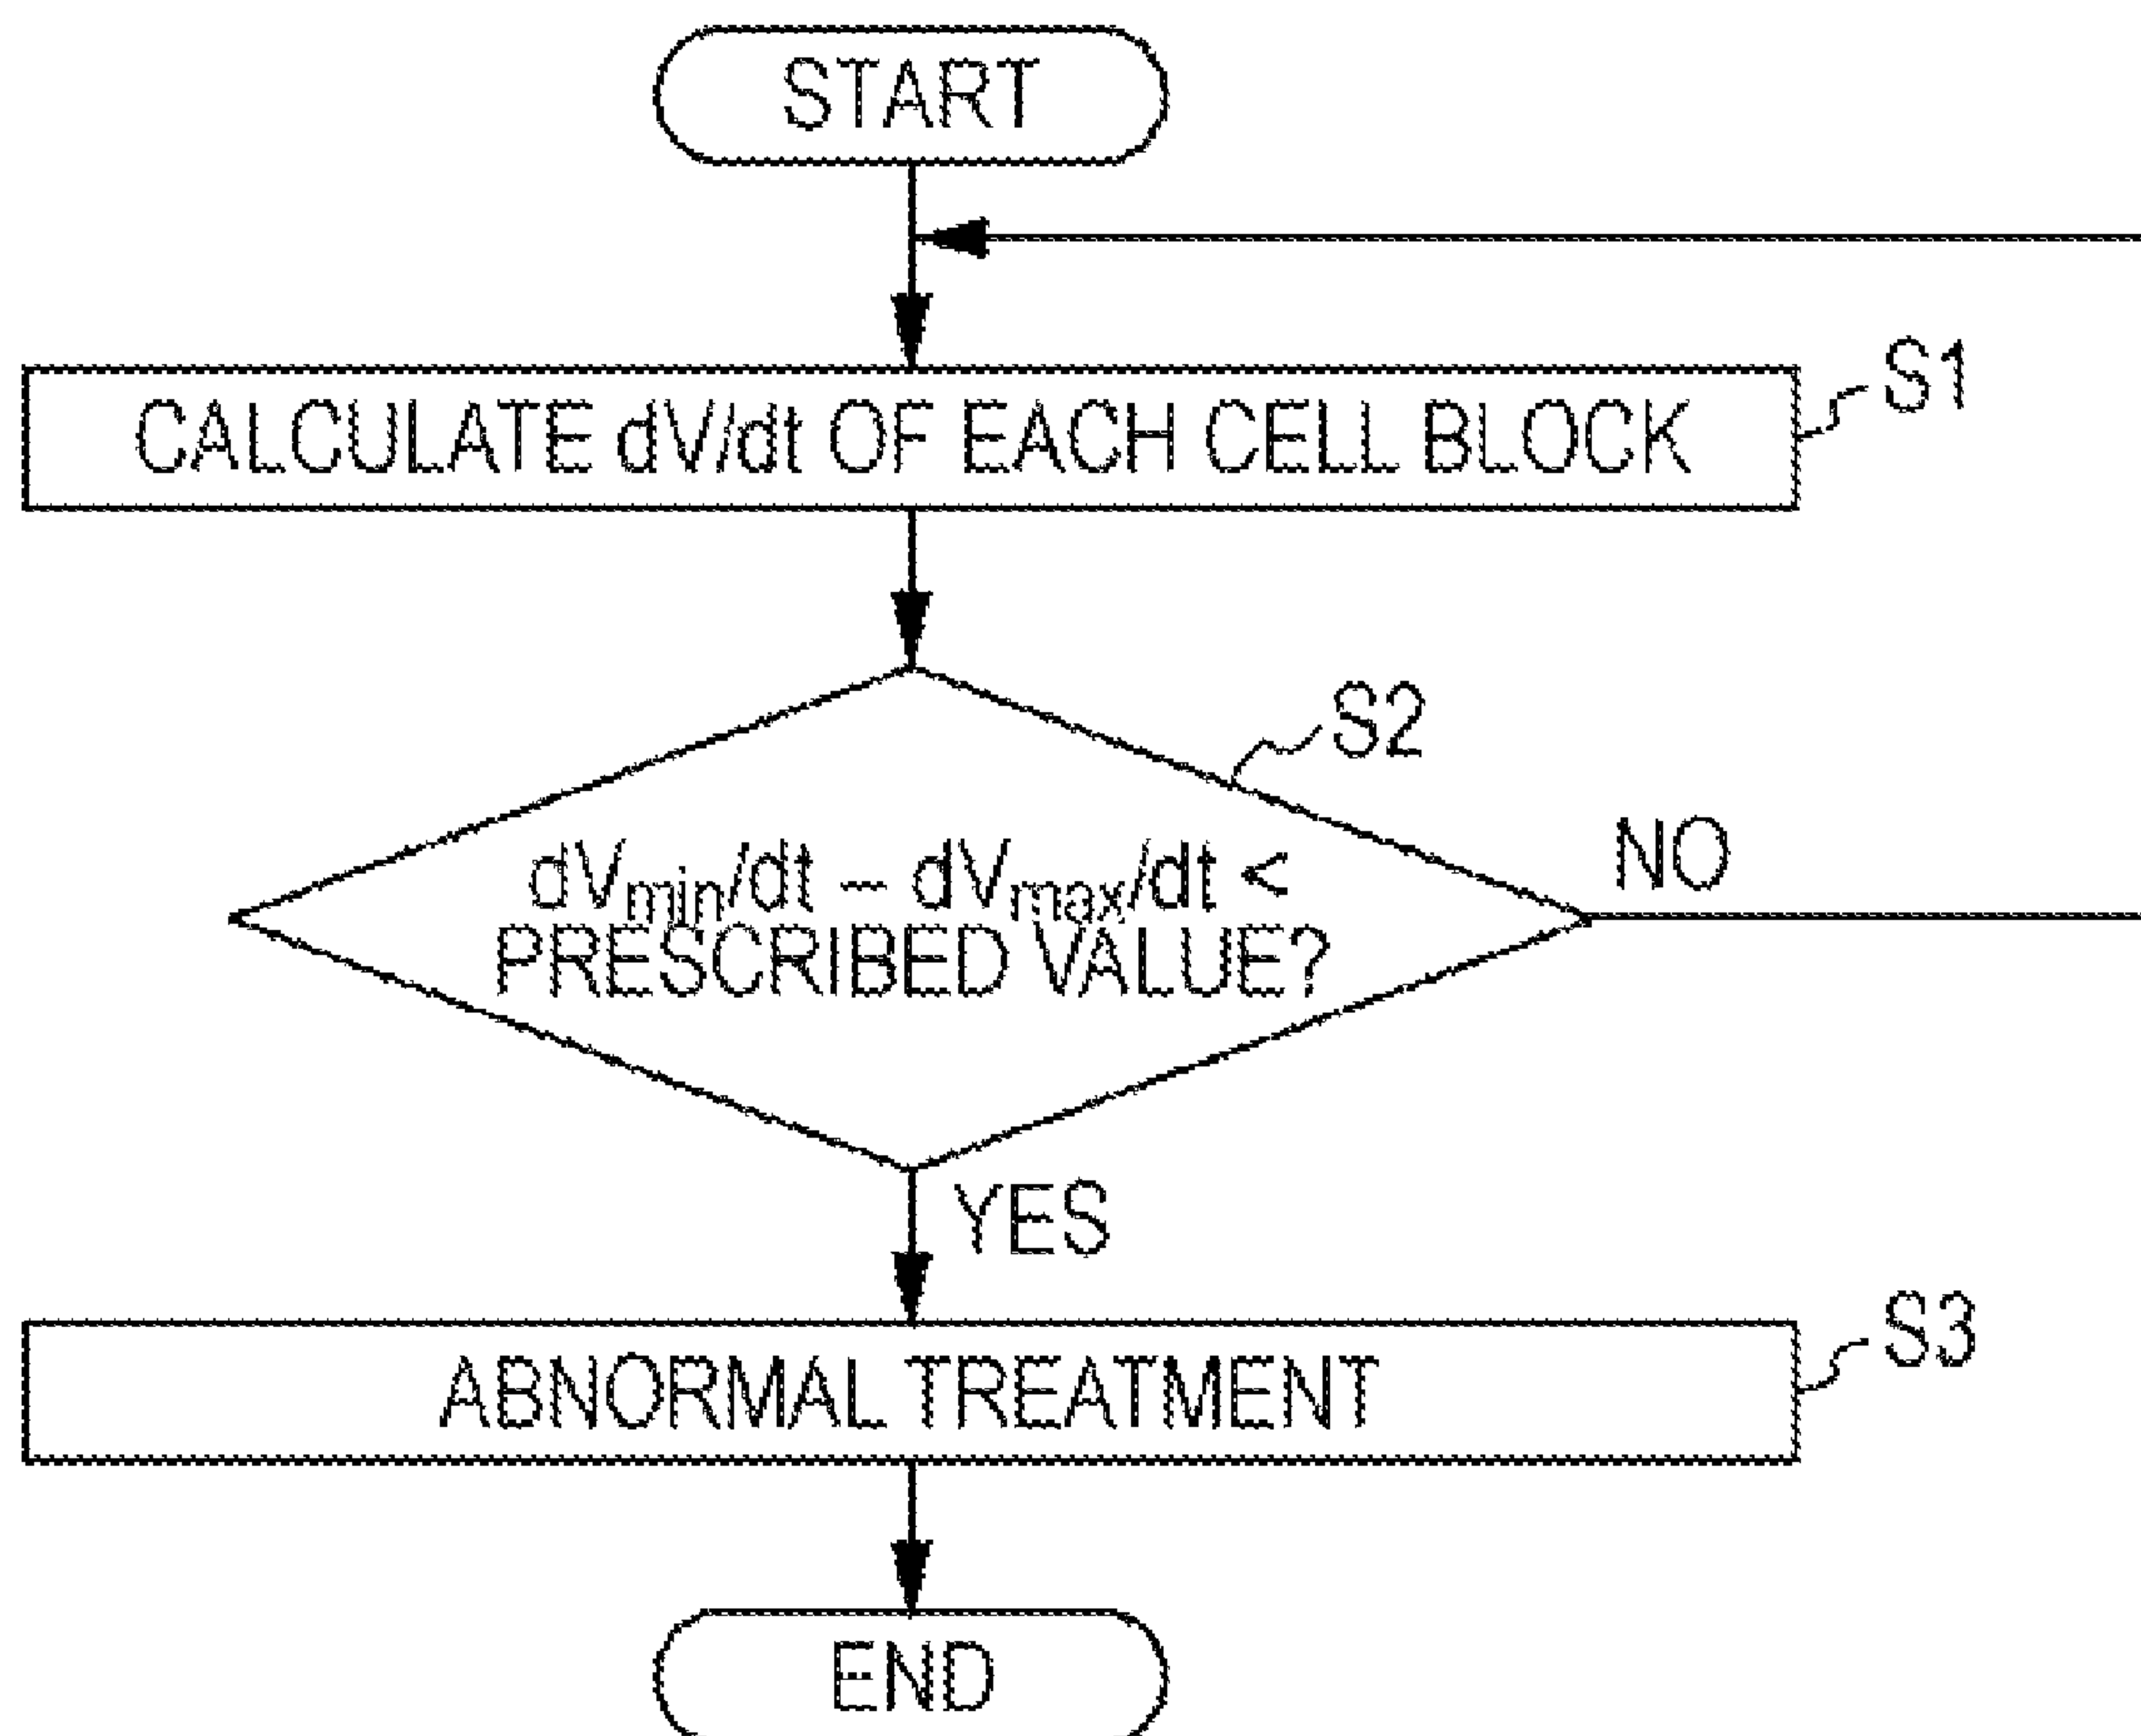 START
CALCULATE dV/dt OF EACH CELL BLOCK
S1
S2
dVmin/dt – dVmax/dt <
PRESCRIBED VALUE?
NO
YES
ABNORMAL TREATMENT
S3
END